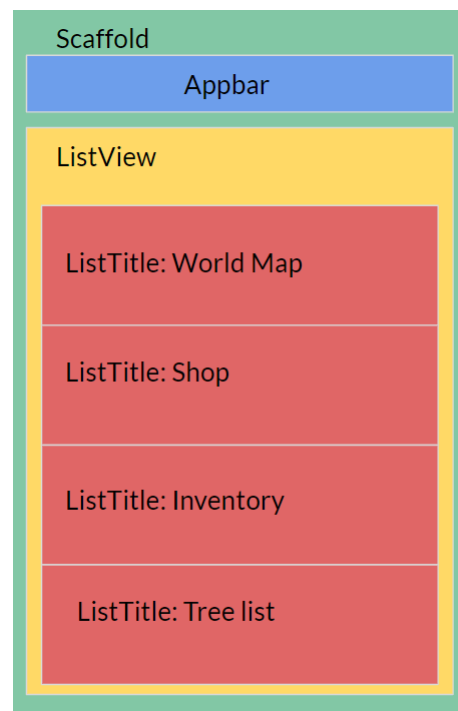 Scaffold
Appbar
ListView
ListTitle: World Map
ListTitle: Shop
ListTitle: Inventory
ListTitle: Tree list